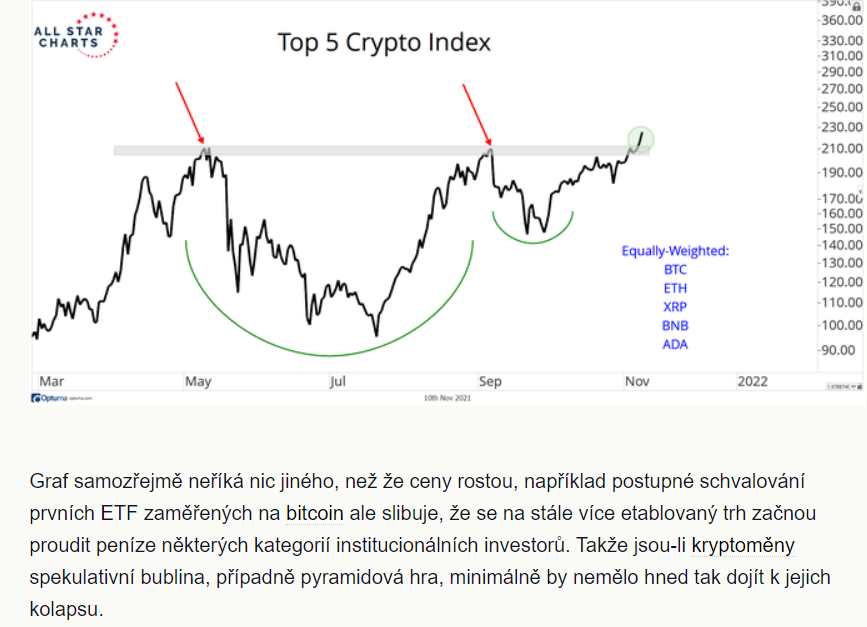 390.00
ALL STAR
CHARTS
Top 5 Crypto Index
360.00
330.00
310.00
290.00
270.00
250.00
230.00
210.00
190.00
170.00
160.00
150.00
140.00
130.00
120.00
110.00
100.00
90.00
Equally-Weighted:
BTC
ETH
XRP
BNB
ADA
Mar May Jul Sep Nov 2022
Optuma optuma.com 10th Nov 2021
Graf samozřejmě neříká nic jiného, než že ceny rostou, například postupné schvalování
prvních ETF zaměřených na bitcoin ale slibuje, že se na stále více etablovaný trh začnou
proudit peníze některých kategorií institucionálních investorů. Takže jsou-li kryptoměny
spekulativní bublina, případně pyramidová hra, minimálně by nemělo hned tak dojít k jejich
kolapsu.